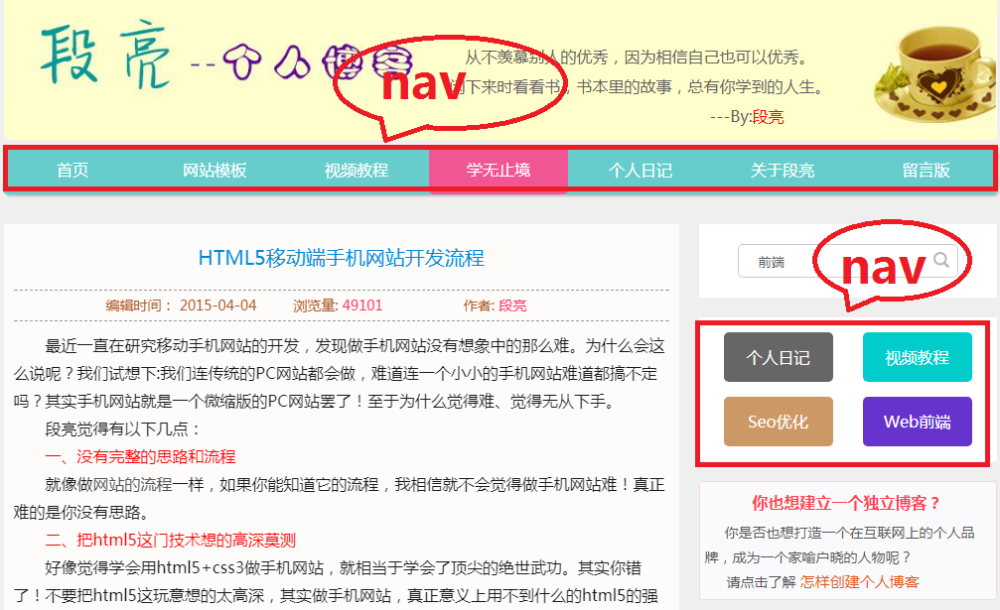 段亮--个人博客
从不羡慕别人的优秀，因为相信自己也可以优秀。
下来时看看书，书本里的故事，总有你学到的人生。
---By:段亮
nav
首页 网站模板 视频教程 学无止境 个人日记 关于段亮 留言版
HTML5移动端手机网站开发流程
编辑时间： 2015-04-04 浏览量: 49101 作者: 段亮
最近一直在研究移动手机网站的开发，发现做手机网站没有想象中的那么难。为什么会这
么说呢？我们试想下:我们连传统的PC网站都会做，难道连一个小小的手机网站难道都搞不定
吗？其实手机网站就是一个微缩版的PC网站罢了！至于为什么觉得难、觉得无从下手。
段亮觉得有以下几点：
一、没有完整的思路和流程
就像做网站的流程一样，如果你能知道它的流程，我相信就不会觉得做手机网站难！真正
难的是你没有思路。
二、把html5这门技术想的高深莫测
好像觉得学会用html5+css3做手机网站，就相当于学会了顶尖的绝世武功。其实你错
了！不要把html5这玩意想的太高深，其实做手机网站，真正意义上用不到什么的html5的强
前端
nav
个人日记 视频教程
Seo优化 Web前端
你也想建立一个独立博客？
你是否也想打造一个在互联网上的个人品
牌，成为一个家喻户晓的人物呢？
请点击了解 怎样创建个人博客